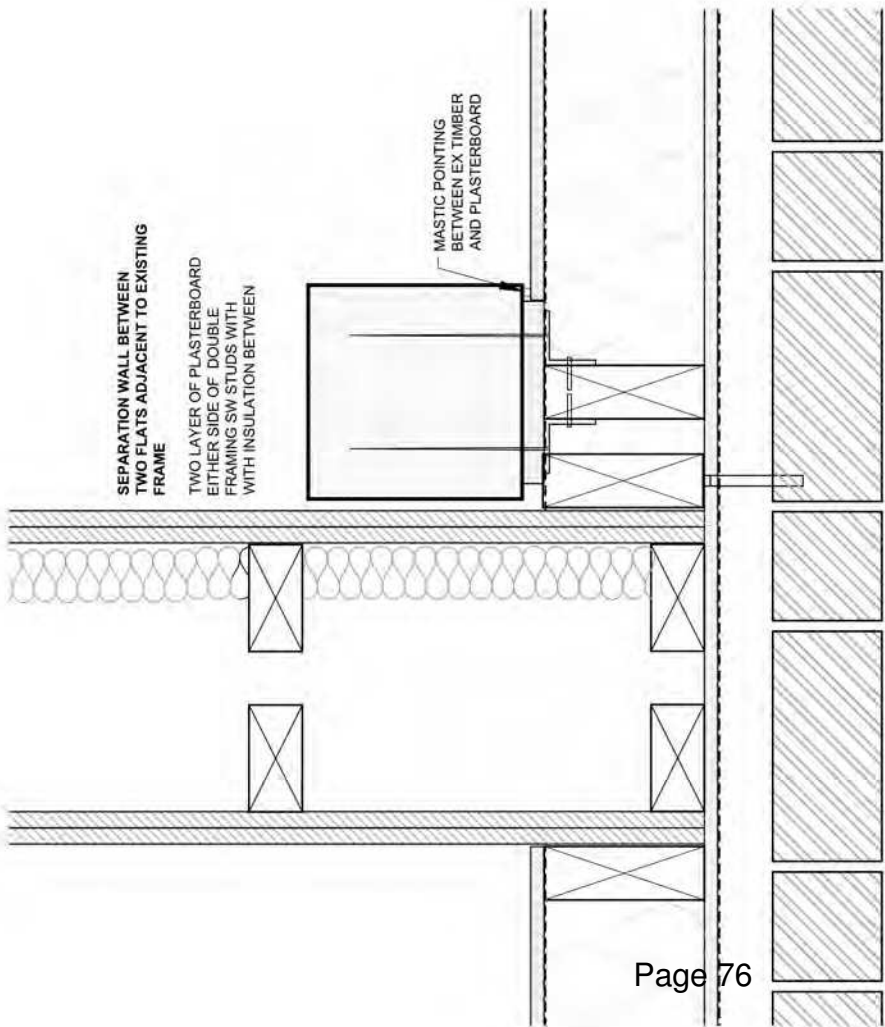 SEPARATION WALL BETWEEN
TWO FLATS ADJACENT TO EXISTING
FRAME
TWO LAYER OF PLASTERBOARD
EITHER SIDE OF DOUBLE
FRAMING SW STUDS WITH
WITH INSULATION BETWEEN
MASTIC POINTING
BETWEEN EX TIMBER
AND PLASTERBOARD
Page 76